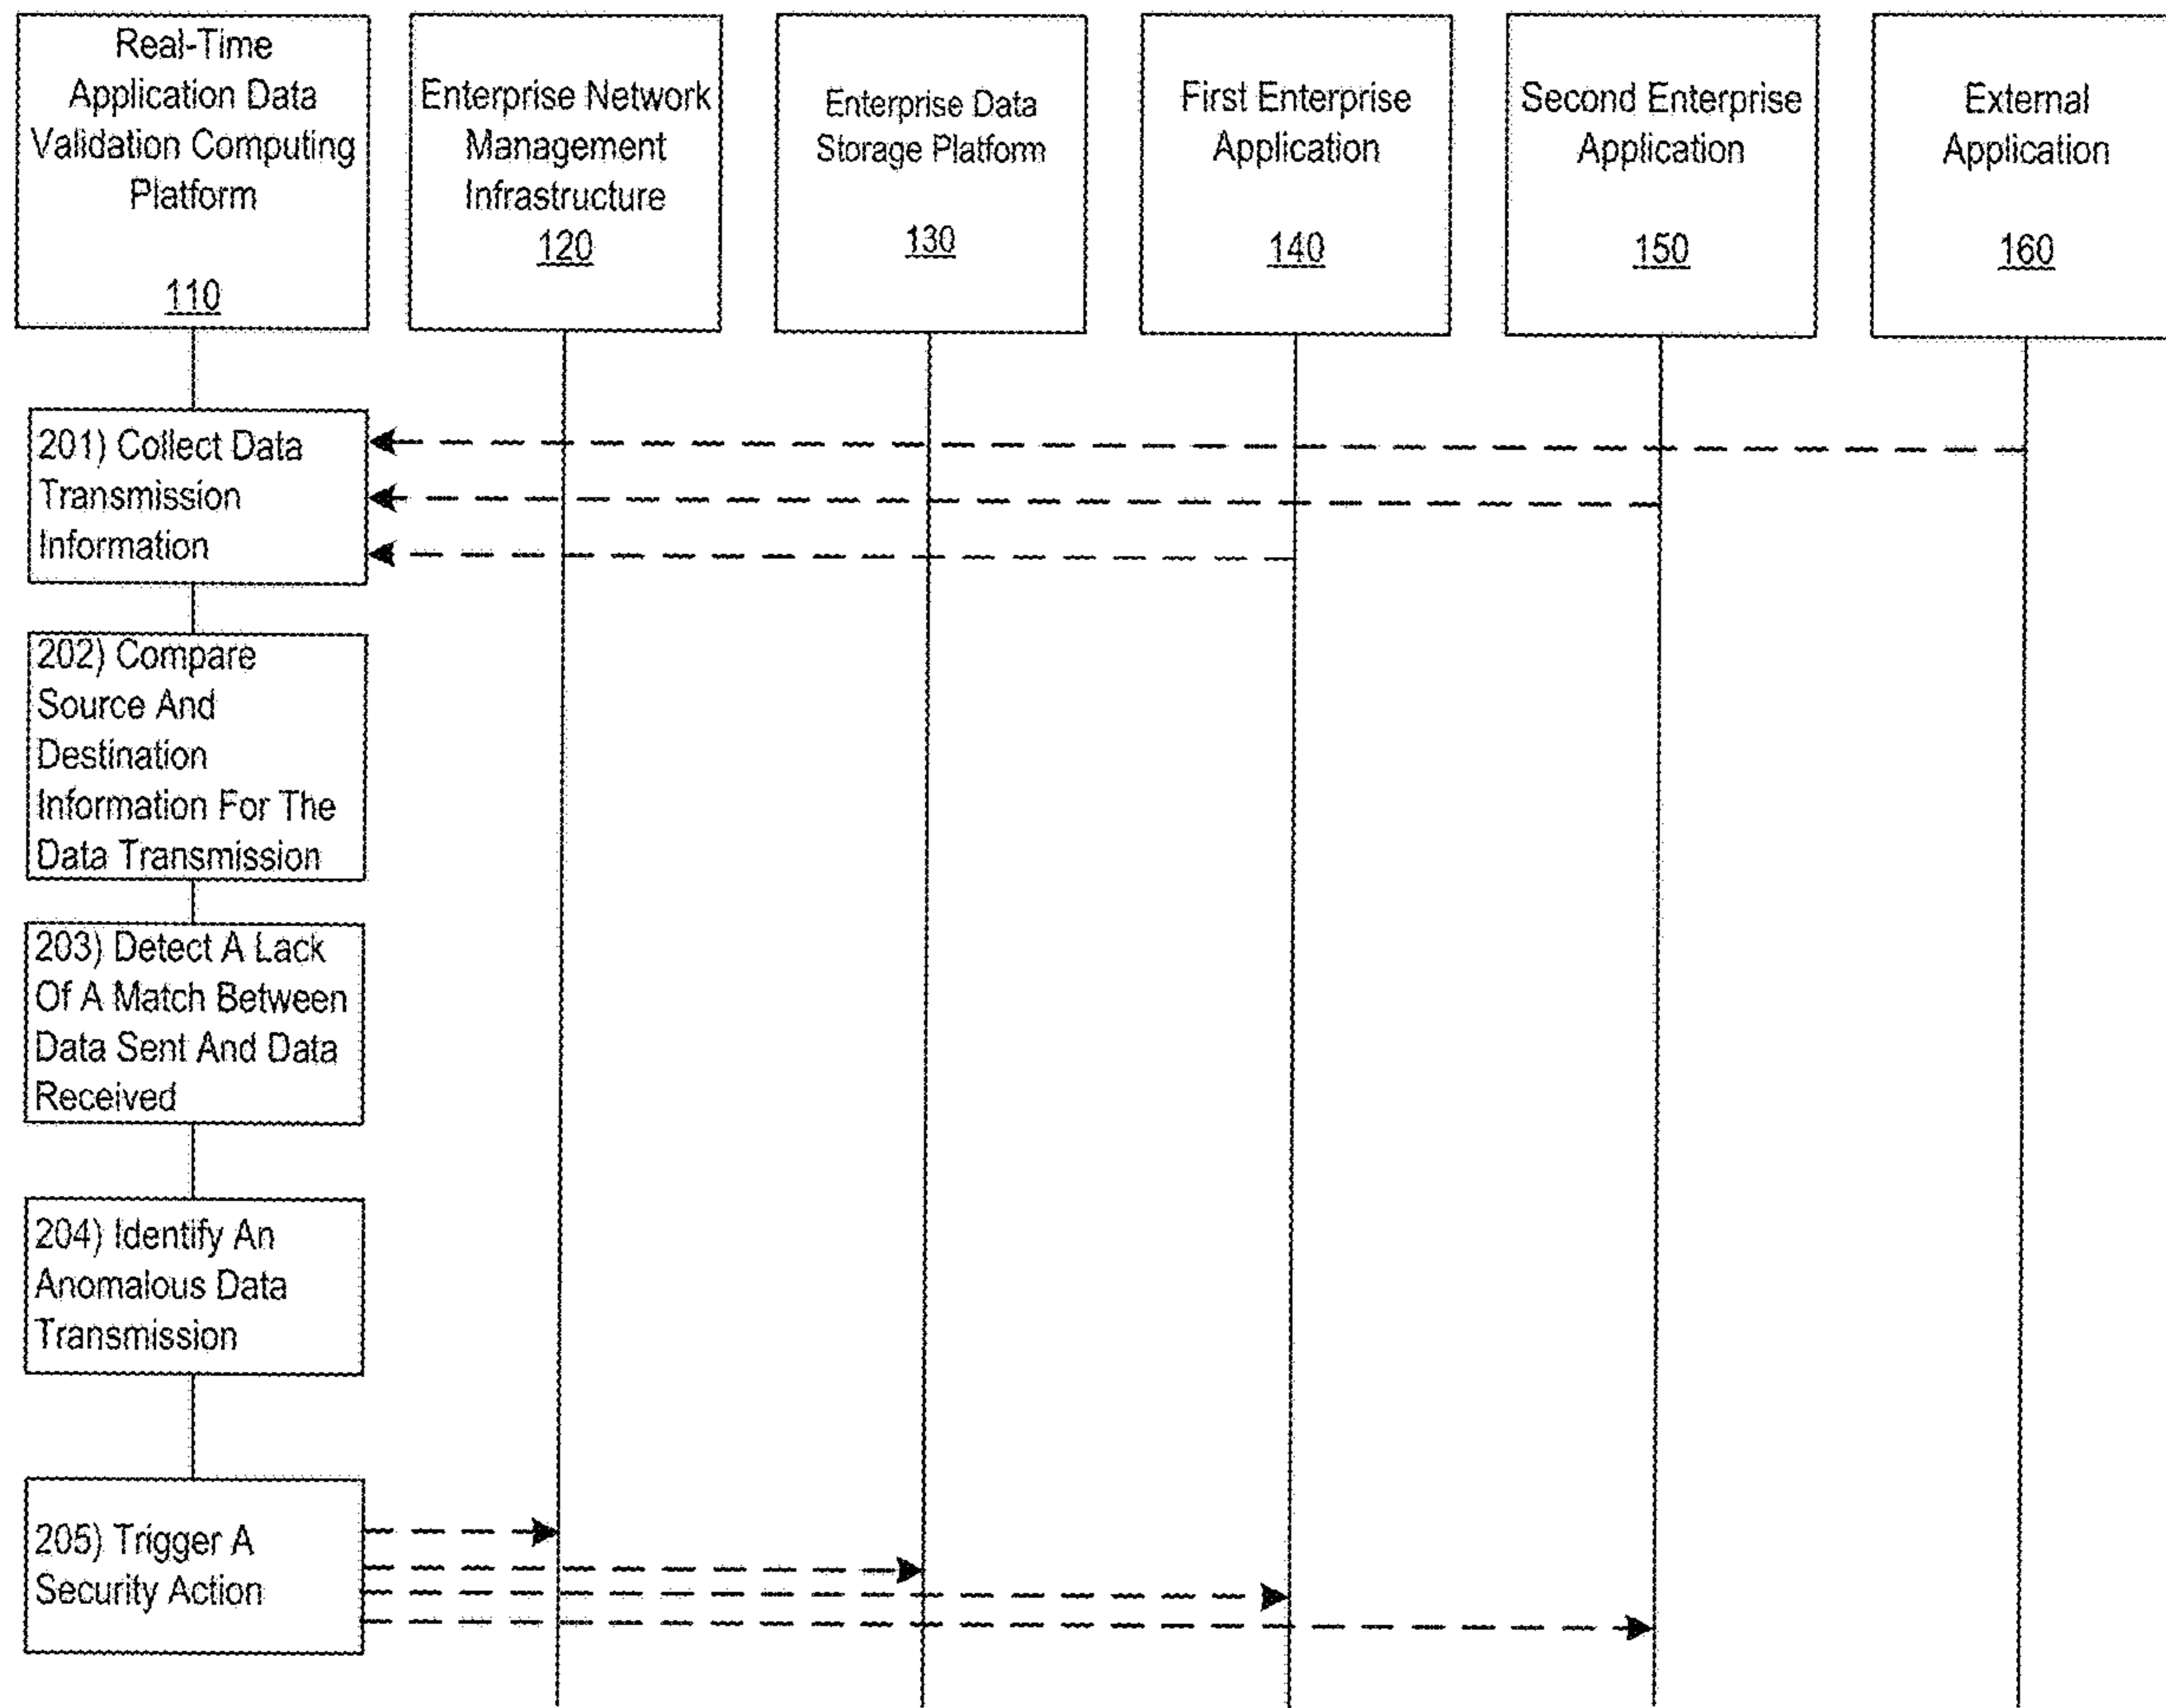 Real-Time
Application Data
Validation Computing
Platform
110
Enterprise Network
Management
Infrastructure
120
Enterprise Data
Storage Platform
130
First Enterprise
Application
140
Second Enterprise
Application
150
External
Application
160
201) Collect Data
Transmission
Information
202) Compare
Source And
Destination
Information For The
Data Transmission
203) Detect A Lack
Of A Match Between
Data Sent And Data
Received
204) Identify An
Anomalous Data
Transmission
205) Trigger A
Security Action